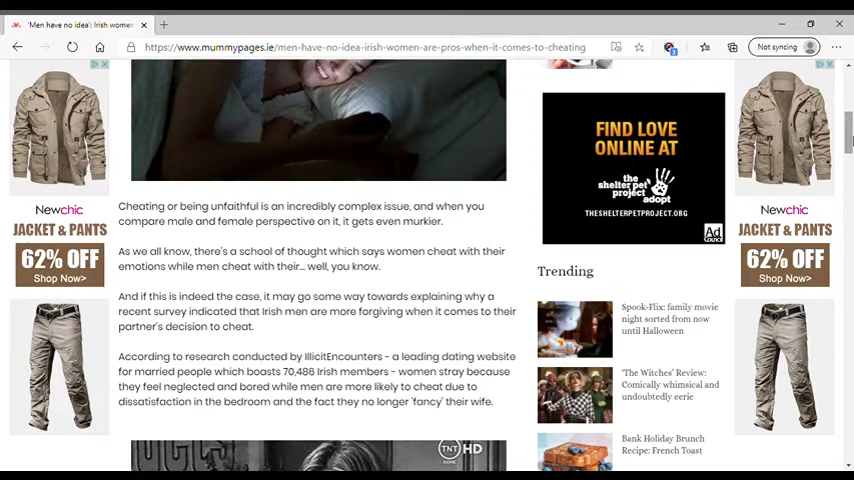 'Men have no idea': Irish women
https://www.mummypages.ie/men-have-no-idea-irish-women-are-pros-when-it-comes-to-cheating
Not syncing
Newchic
JACKET & PANTS
62% OFF
Shop Now>
Cheating or being unfaithful is an incredibly complex issue, and when you
compare male and female perspective on it, it gets even murkier.
As we all know, there's a school of thought which says women cheat with their
emotions while men cheat with their... well, you know.
And if this is indeed the case, it may go some way towards explaining why a
recent survey indicated that Irish men are more forgiving when it comes to their
partner's decision to cheat.
According to research conducted by IllicitEncounters - a leading dating website
for married people which boasts 70,486 Irish members - women stray because
they feel neglected and bored while men are more likely to cheat due to
dissatisfaction in the bedroom and the fact they no longer 'fancy' their wife.
TNT HD
FIND LOVE
ONLINE AT
the
shelter pet
project
adopt
THESHELTERPETPROJECT.ORG
Ad
Council
Trending
Spook-Flix: family movie
night sorted from now
until Halloween
'The Witches' Review:
Comically whimsical and
undoubtedly eerie
Bank Holiday Brunch
Recipe: French Toast
Newchic
JACKET & PANTS
62% OFF
Shop Now>